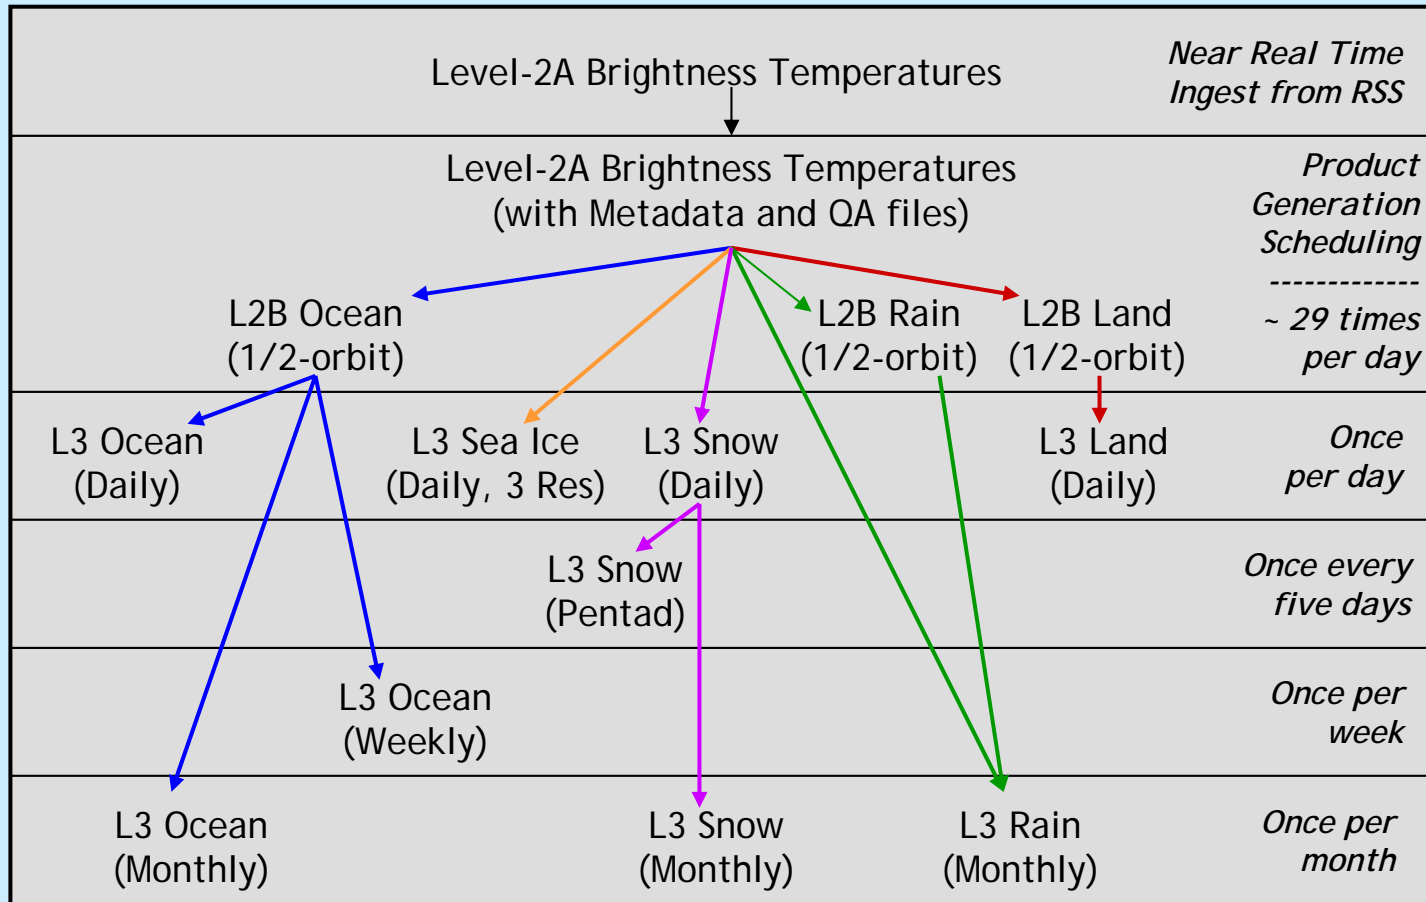 Level-2A Brightness Temperatures
Near Real Time
Ingest from RSS
Level-2A Brightness Temperatures
(with Metadata and QA files)
Product
Generation
Scheduling
-------------
~ 29 times
per day
L2B Ocean
(1/2-orbit)
L2B Rain
(1/2-orbit)
L2B Land
(1/2-orbit)
L3 Ocean
(Daily)
L3 Sea Ice
(Daily, 3 Res)
L3 Snow
(Daily)
L3 Land
(Daily)
Once
per day
L3 Snow
(Pentad)
Once every
five days
L3 Ocean
(Weekly)
Once per
week
L3 Ocean
(Monthly)
L3 Snow
(Monthly)
L3 Rain
(Monthly)
Once per
month